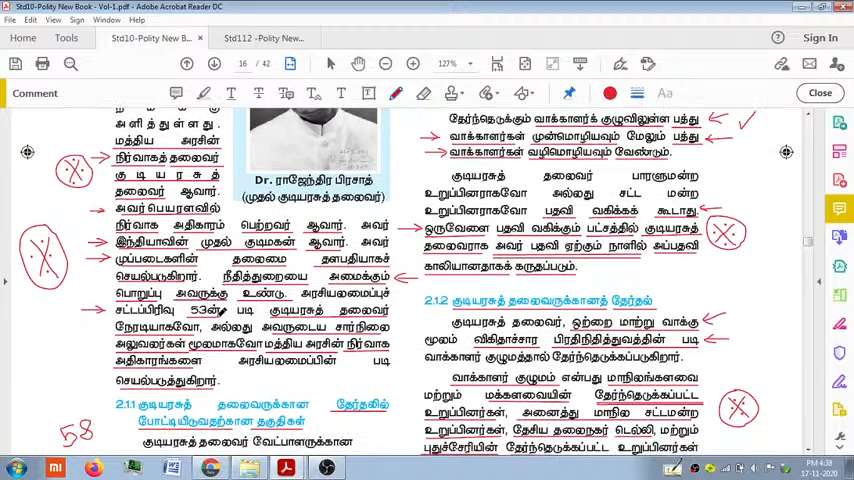 Std10-Polity New Book - Vol-1.pdf - Adobe Acrobat Reader DC
File Edit View Sign Window Help
Home Tools Std10-Polity New B... × Std112 -Polity New... Sign In
16 / 42 127%
Comment Aa Close
அளித்துள்ளது.
மத்திய அரசின்
நிர்வாகத் தலைவர்
குடியரசுத்
தலைவர் ஆவார்.
அவர் பெயரளவில்
Dr. ராஜேந்திர பிரசாத்
(முதல் குடியரசுத் தலைவர்)
நிர்வாக அதிகாரம் பெற்றவர் ஆவார். அவர்
இந்தியாவின் முதல் குடிமகன் ஆவார். அவர்
முப்படைகளின் தலைமை தளபதியாகச்
செயல்படுகிறார். நீதித்துறையை அமைக்கும்
பொறுப்பு அவருக்கு உண்டு. அரசியலமைப்புச்
சட்டப்பிரிவு 53ன் படி குடியரசுத் தலைவர்
நேரடியாகவோ, அல்லது அவருடைய சார்நிலை
அலுவலர்கள் மூலமாகவோ மத்திய அரசின் நிர்வாக
அதிகாரங்களை அரசியலமைப்பின் படி
செயல்படுத்துகிறார்.
2.1.1 குடியரசுத் தலைவருக்கான தேர்தலில்
போட்டியிடுவதற்கான தகுதிகள்
குடியரசுத் தலைவர் வேட்பாளருக்கான
58
தேர்ந்தெடுக்கும் வாக்காளர்க் குழுவிலுள்ள பத்து
வாக்காளர்கள் முன்மொழியவும் மேலும் பத்து
வாக்காளர்கள் வழிமொழியவும் வேண்டும்.
குடியரசுத் தலைவர் பாராளுமன்ற
உறுப்பினராகவோ அல்லது சட்ட மன்ற
உறுப்பினராகவோ பதவி வகிக்கக் கூடாது.
ஒருவேளை பதவி வகிக்கும் பட்சத்தில் குடியரசுத்
தலைவராக அவர் பதவி ஏற்கும் நாளில் அப்பதவி
காலியானதாகக் கருதப்படும்.
2.1.2 குடியரசுத் தலைவருக்கானத் தேர்தல்
குடியரசுத் தலைவர், ஒற்றை மாற்று வாக்கு
மூலம் விகிதாச்சார பிரதிநிதித்துவத்தின் படி
வாக்காளர் குழுமத்தால் தேர்ந்தெடுக்கப்படுகிறார்.
வாக்காளர் குழுமம் என்பது மாநிலங்களவை
மற்றும் மக்களவையின் தேர்ந்தெடுக்கப்பட்ட
உறுப்பினர்கள், அனைத்து மாநில சட்டமன்ற
உறுப்பினர்கள், தேசிய தலைநகர் டெல்லி, மற்றும்
புதுச்சேரியின் தேர்ந்தெடுக்கப்பட்ட உறுப்பினர்கள்
PM 4:38
17-11-2020